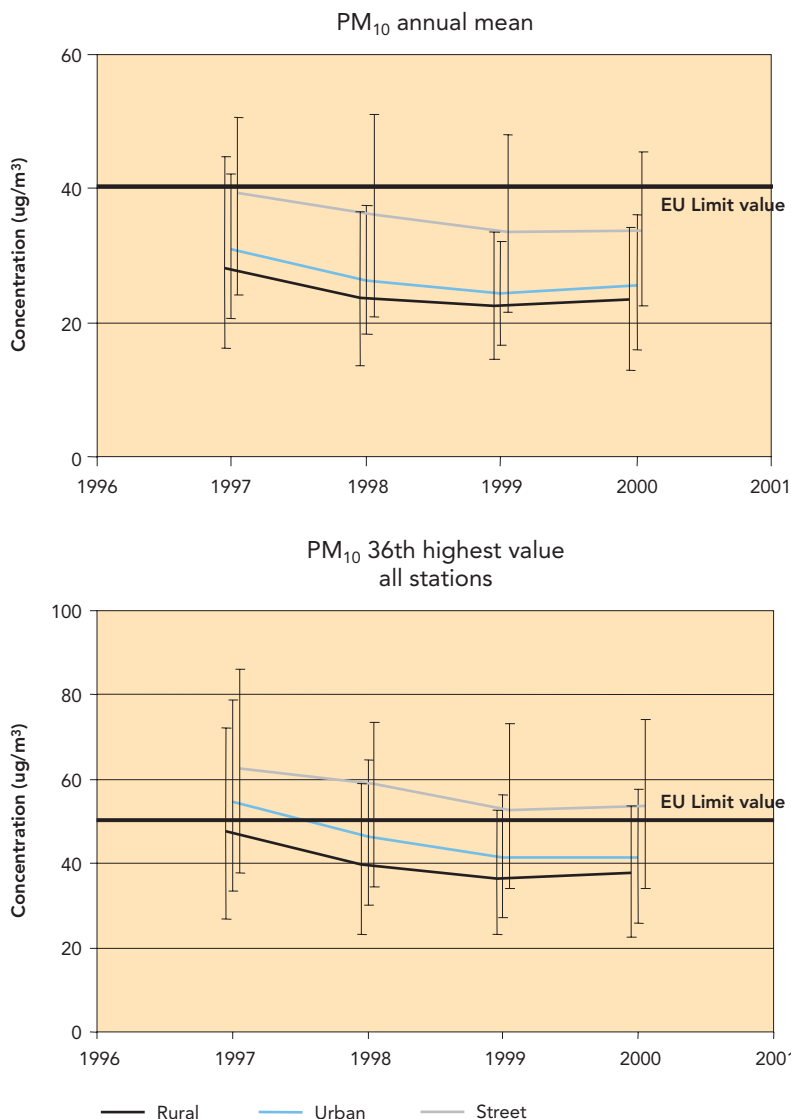 PM₁₀ annual mean
Concentration (ug/m³)
60
40
20
0
EU Limit value
1996 1997 1998 1999 2000 2001
PM₁₀ 36th highest value
all stations
Concentration (ug/m³)
100
80
60
40
20
0
EU Limit value
1996 1997 1998 1999 2000 2001
Rural Urban Street